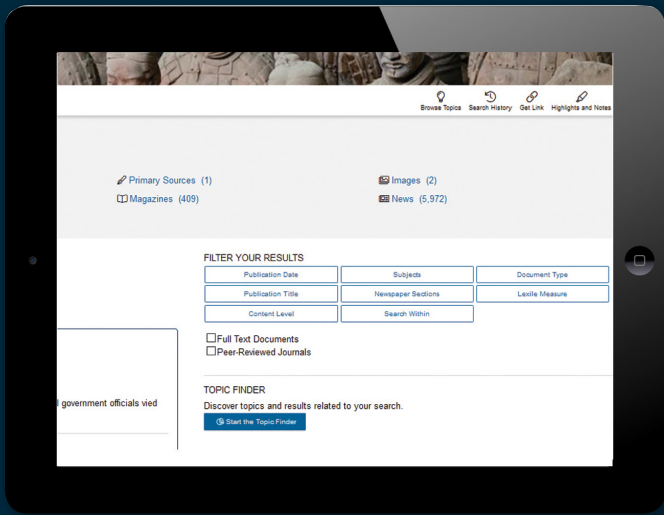 Browse Topics Search History Get Link Highlights and Notes
Primary Sources (1) Images (2)
Magazines (409) News (5,972)
FILTER YOUR RESULTS
Publication Date Subjects Document Type
Publication Title Newspaper Sections Lexile Measure
Content Level Search Within
Full Text Documents
Peer-Reviewed Journals
TOPIC FINDER
Discover topics and results related to your search.
government officials vied
Start the Topic Finder